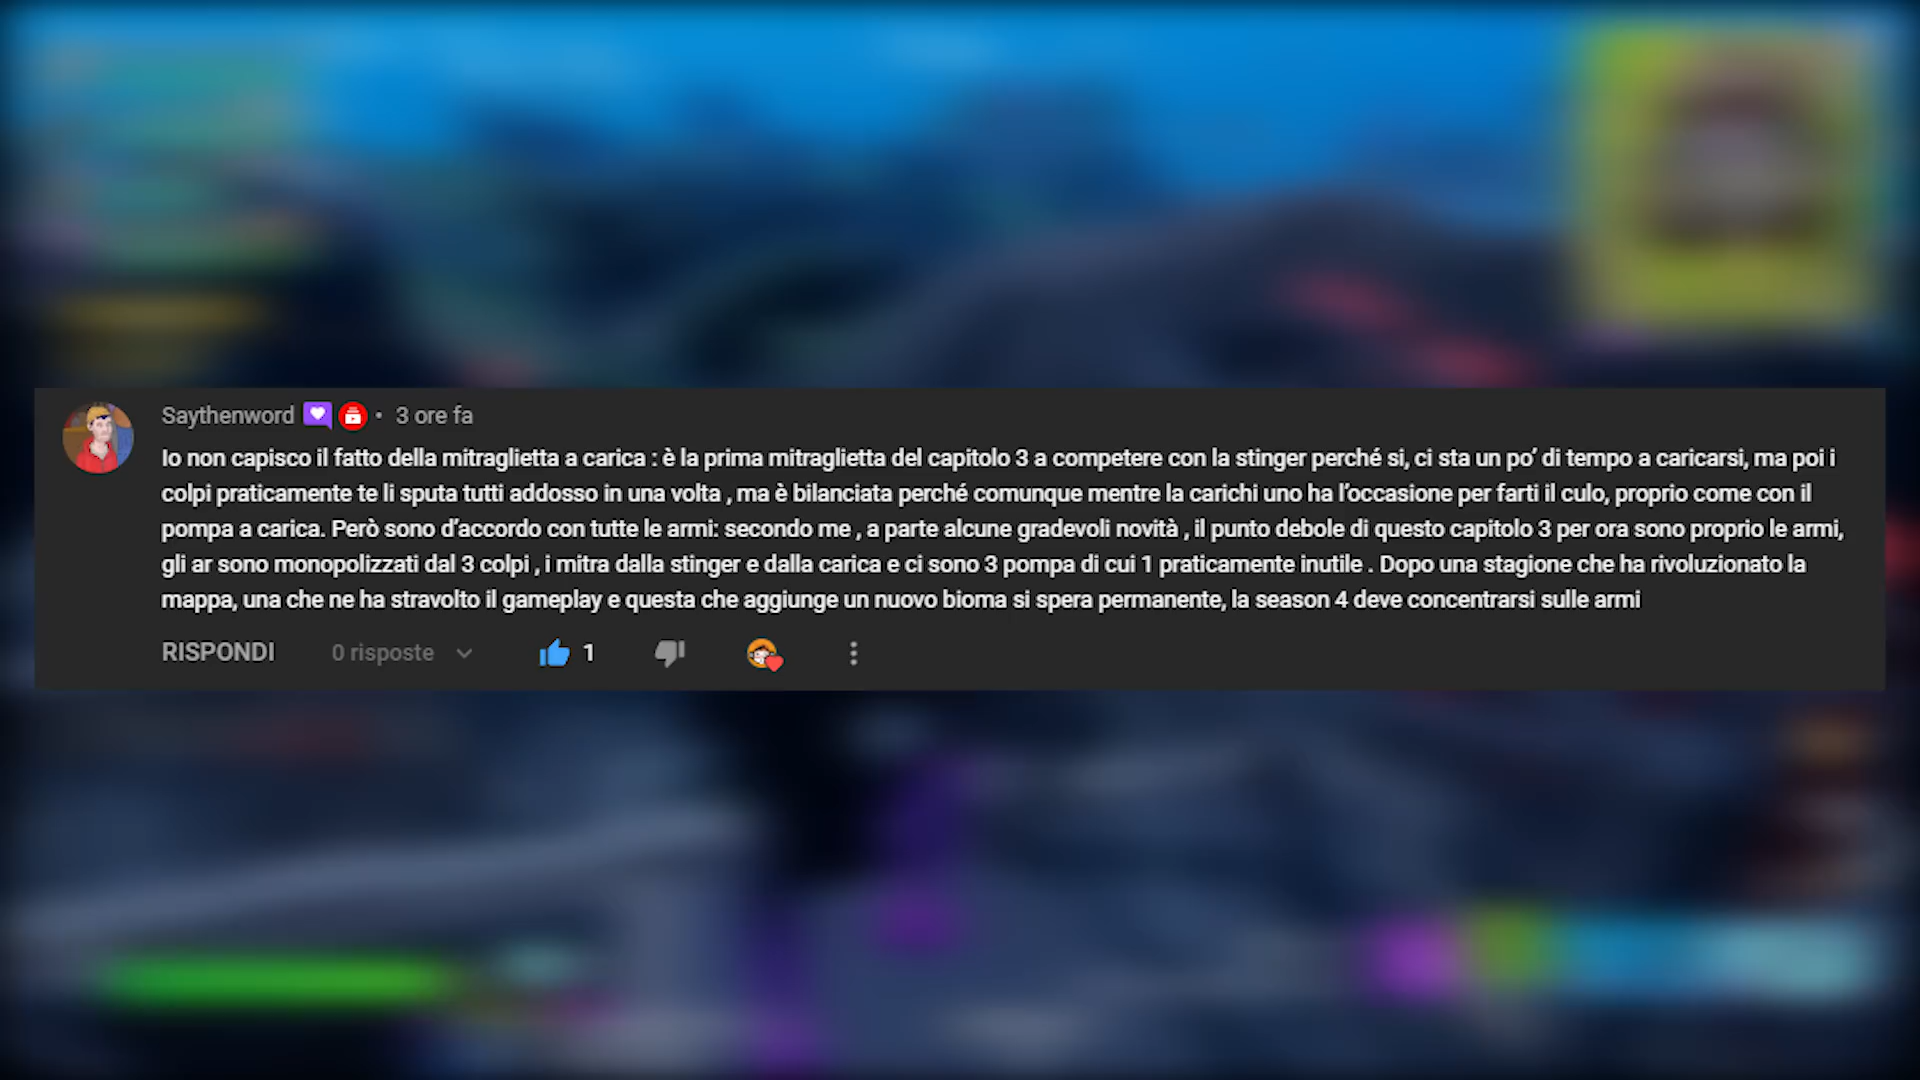 Saythenword • 3 ore fa
Io non capisco il fatto della mitraglietta a carica : è la prima mitraglietta del capitolo 3 a competere con la stinger perché si, ci sta un po’ di tempo a caricarsi, ma poi i
colpi praticamente te li sputa tutti addosso in una volta , ma è bilanciata perché comunque mentre la carichi uno ha l’occasione per farti il culo, proprio come con il
pompa a carica. Però sono d’accordo con tutte le armi: secondo me , a parte alcune gradevoli novità , il punto debole di questo capitolo 3 per ora sono proprio le armi,
gli ar sono monopolizzati dal 3 colpi , i mitra dalla stinger e dalla carica e ci sono 3 pompa di cui 1 praticamente inutile . Dopo una stagione che ha rivoluzionato la
mappa, una che ne ha stravolto il gameplay e questa che aggiunge un nuovo bioma si spera permanente, la season 4 deve concentrarsi sulle armi
RISPONDI 0 risposte 1